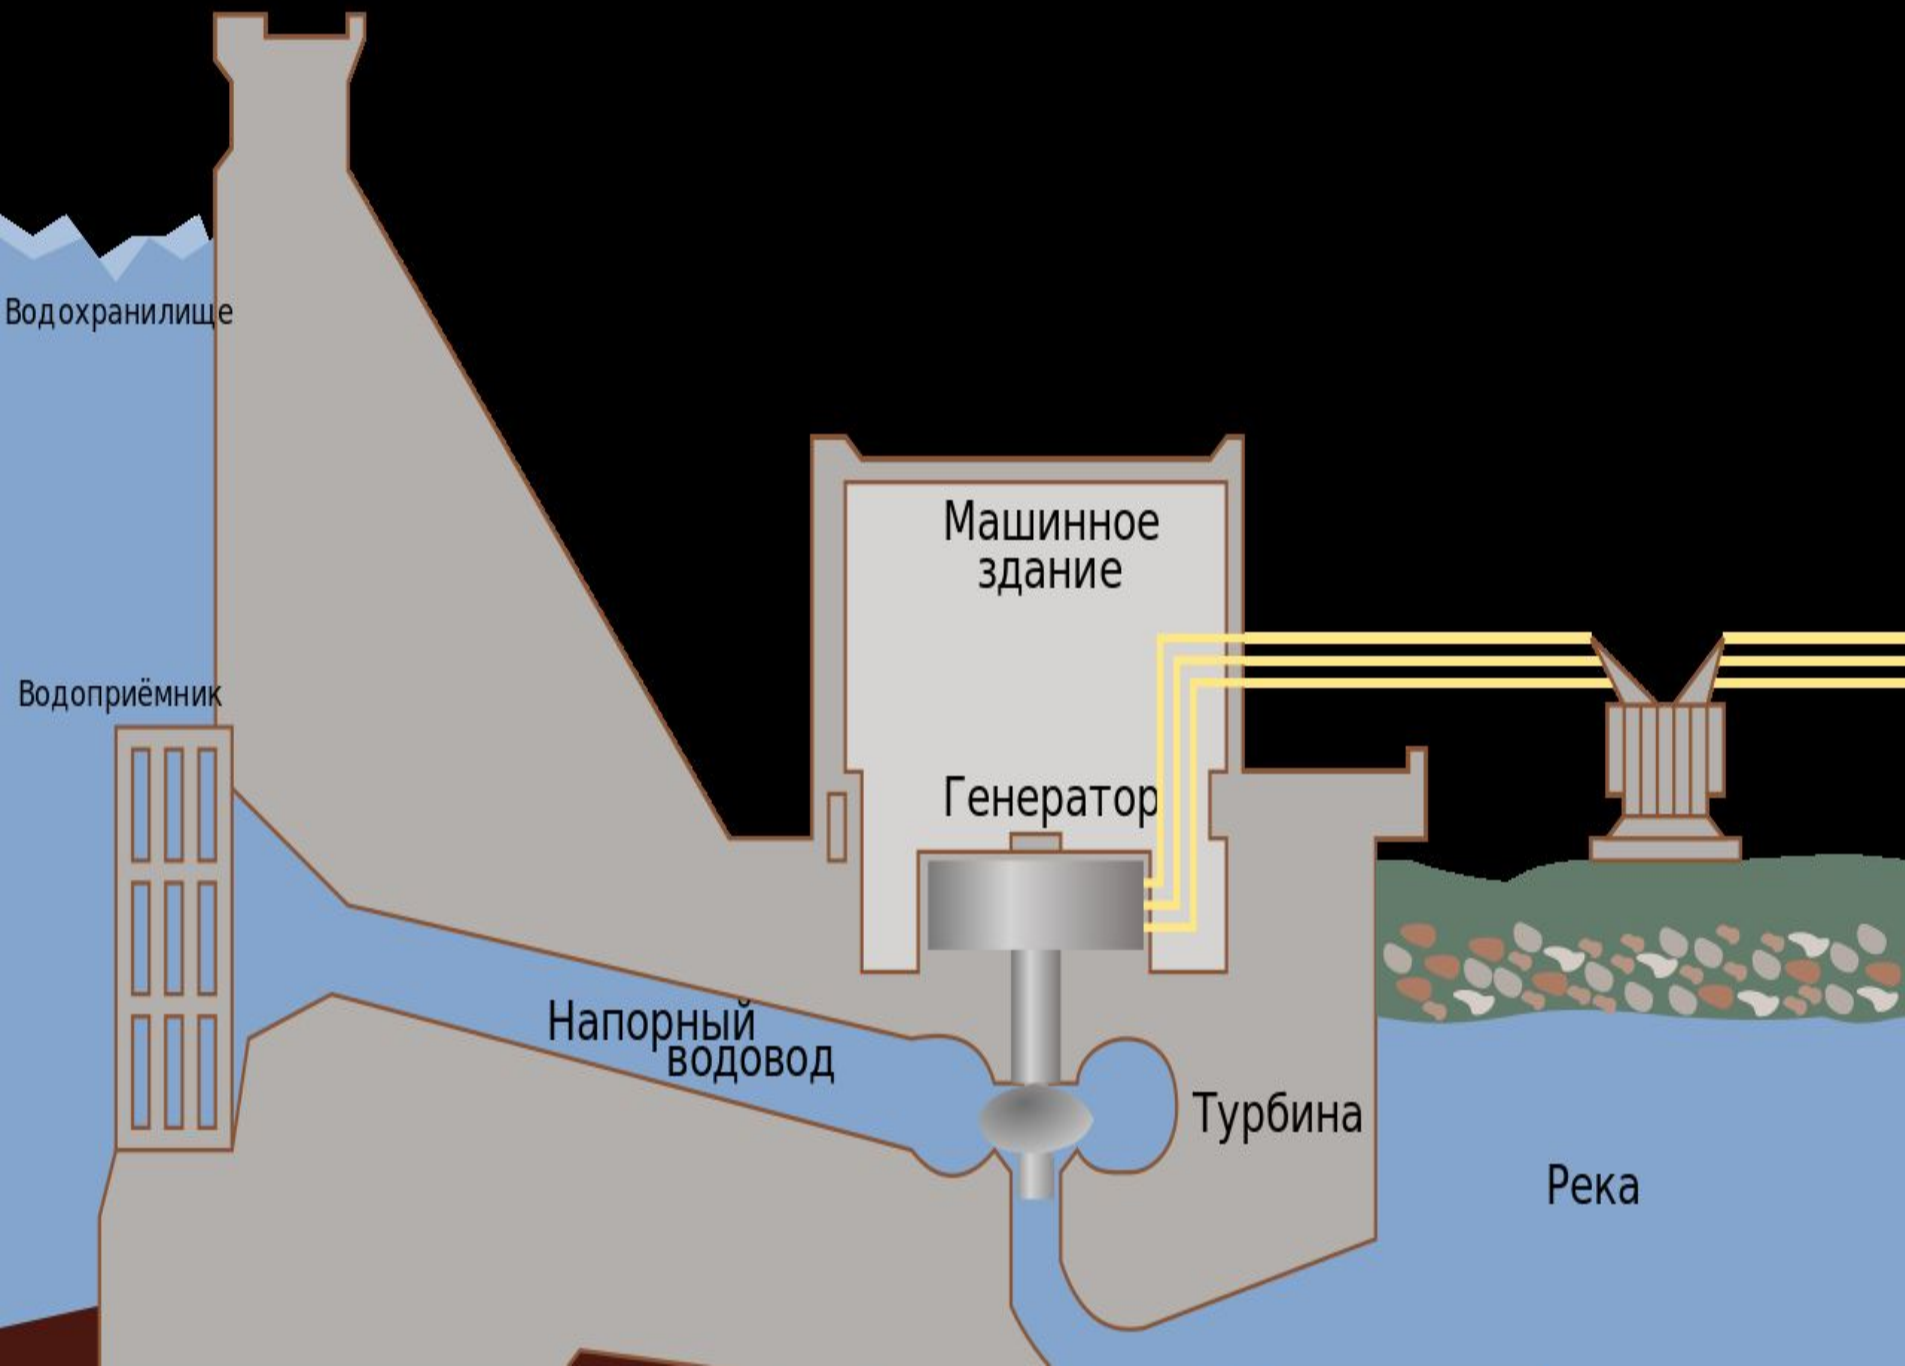 Водохранилище
Машинное
здание
Водоприёмник
Генератор
Напорный
водовод
Турбина
Река